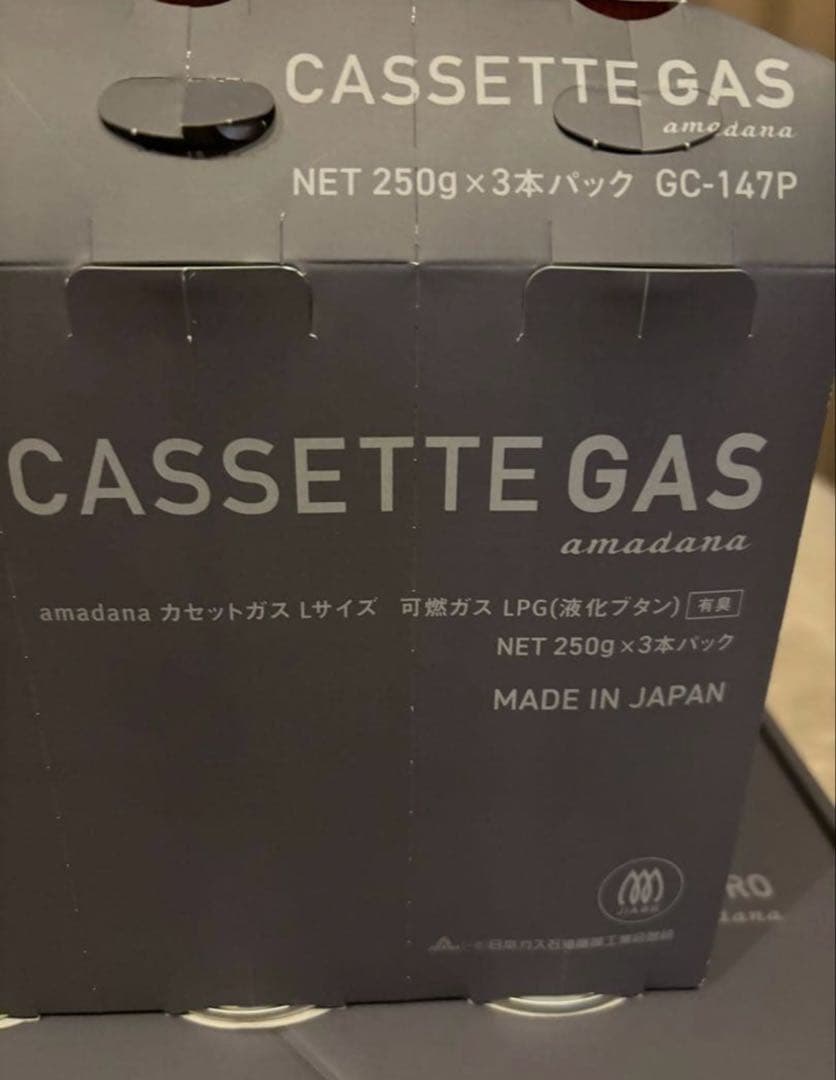 CASSETTE GAS
amadana
NET 250g×3本パック GC-147P
CASSETTE GAS
amadana
amadana カセットガス Lサイズ 可燃ガス LPG(液化ブタン) 有臭
NET 250g×3本パック
MADE IN JAPAN
RO
dana